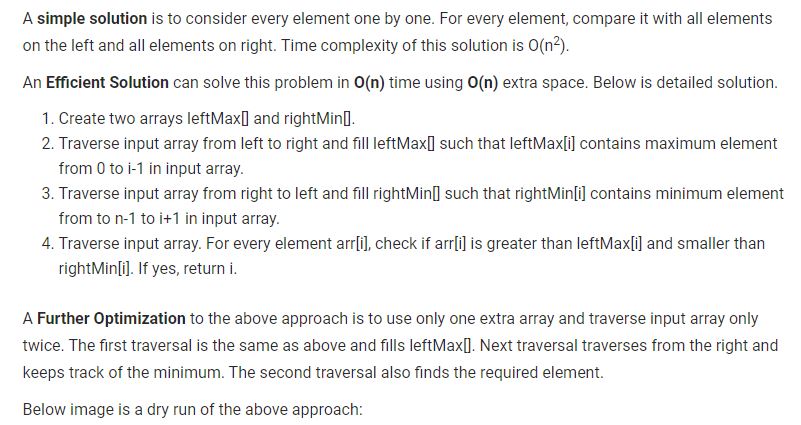 A simple solution is to consider every element one by one. For every element, compare it with all elements
on the left and all elements on right. Time complexity of this solution is O(n²).
An Efficient Solution can solve this problem in O(n) time using O(n) extra space. Below is detailed solution.
1. Create two arrays leftMax[] and rightMin[].
2. Traverse input array from left to right and fill leftMax[] such that leftMax[i] contains maximum element
from 0 to i-1 in input array.
3. Traverse input array from right to left and fill rightMin[] such that rightMin[i] contains minimum element
from to n-1 to i+1 in input array.
4. Traverse input array. For every element arr[i], check if arr[i] is greater than leftMax[i] and smaller than
rightMin[i]. If yes, return i.
A Further Optimization to the above approach is to use only one extra array and traverse input array only
twice. The first traversal is the same as above and fills leftMax[]. Next traversal traverses from the right and
keeps track of the minimum. The second traversal also finds the required element.
Below image is a dry run of the above approach: